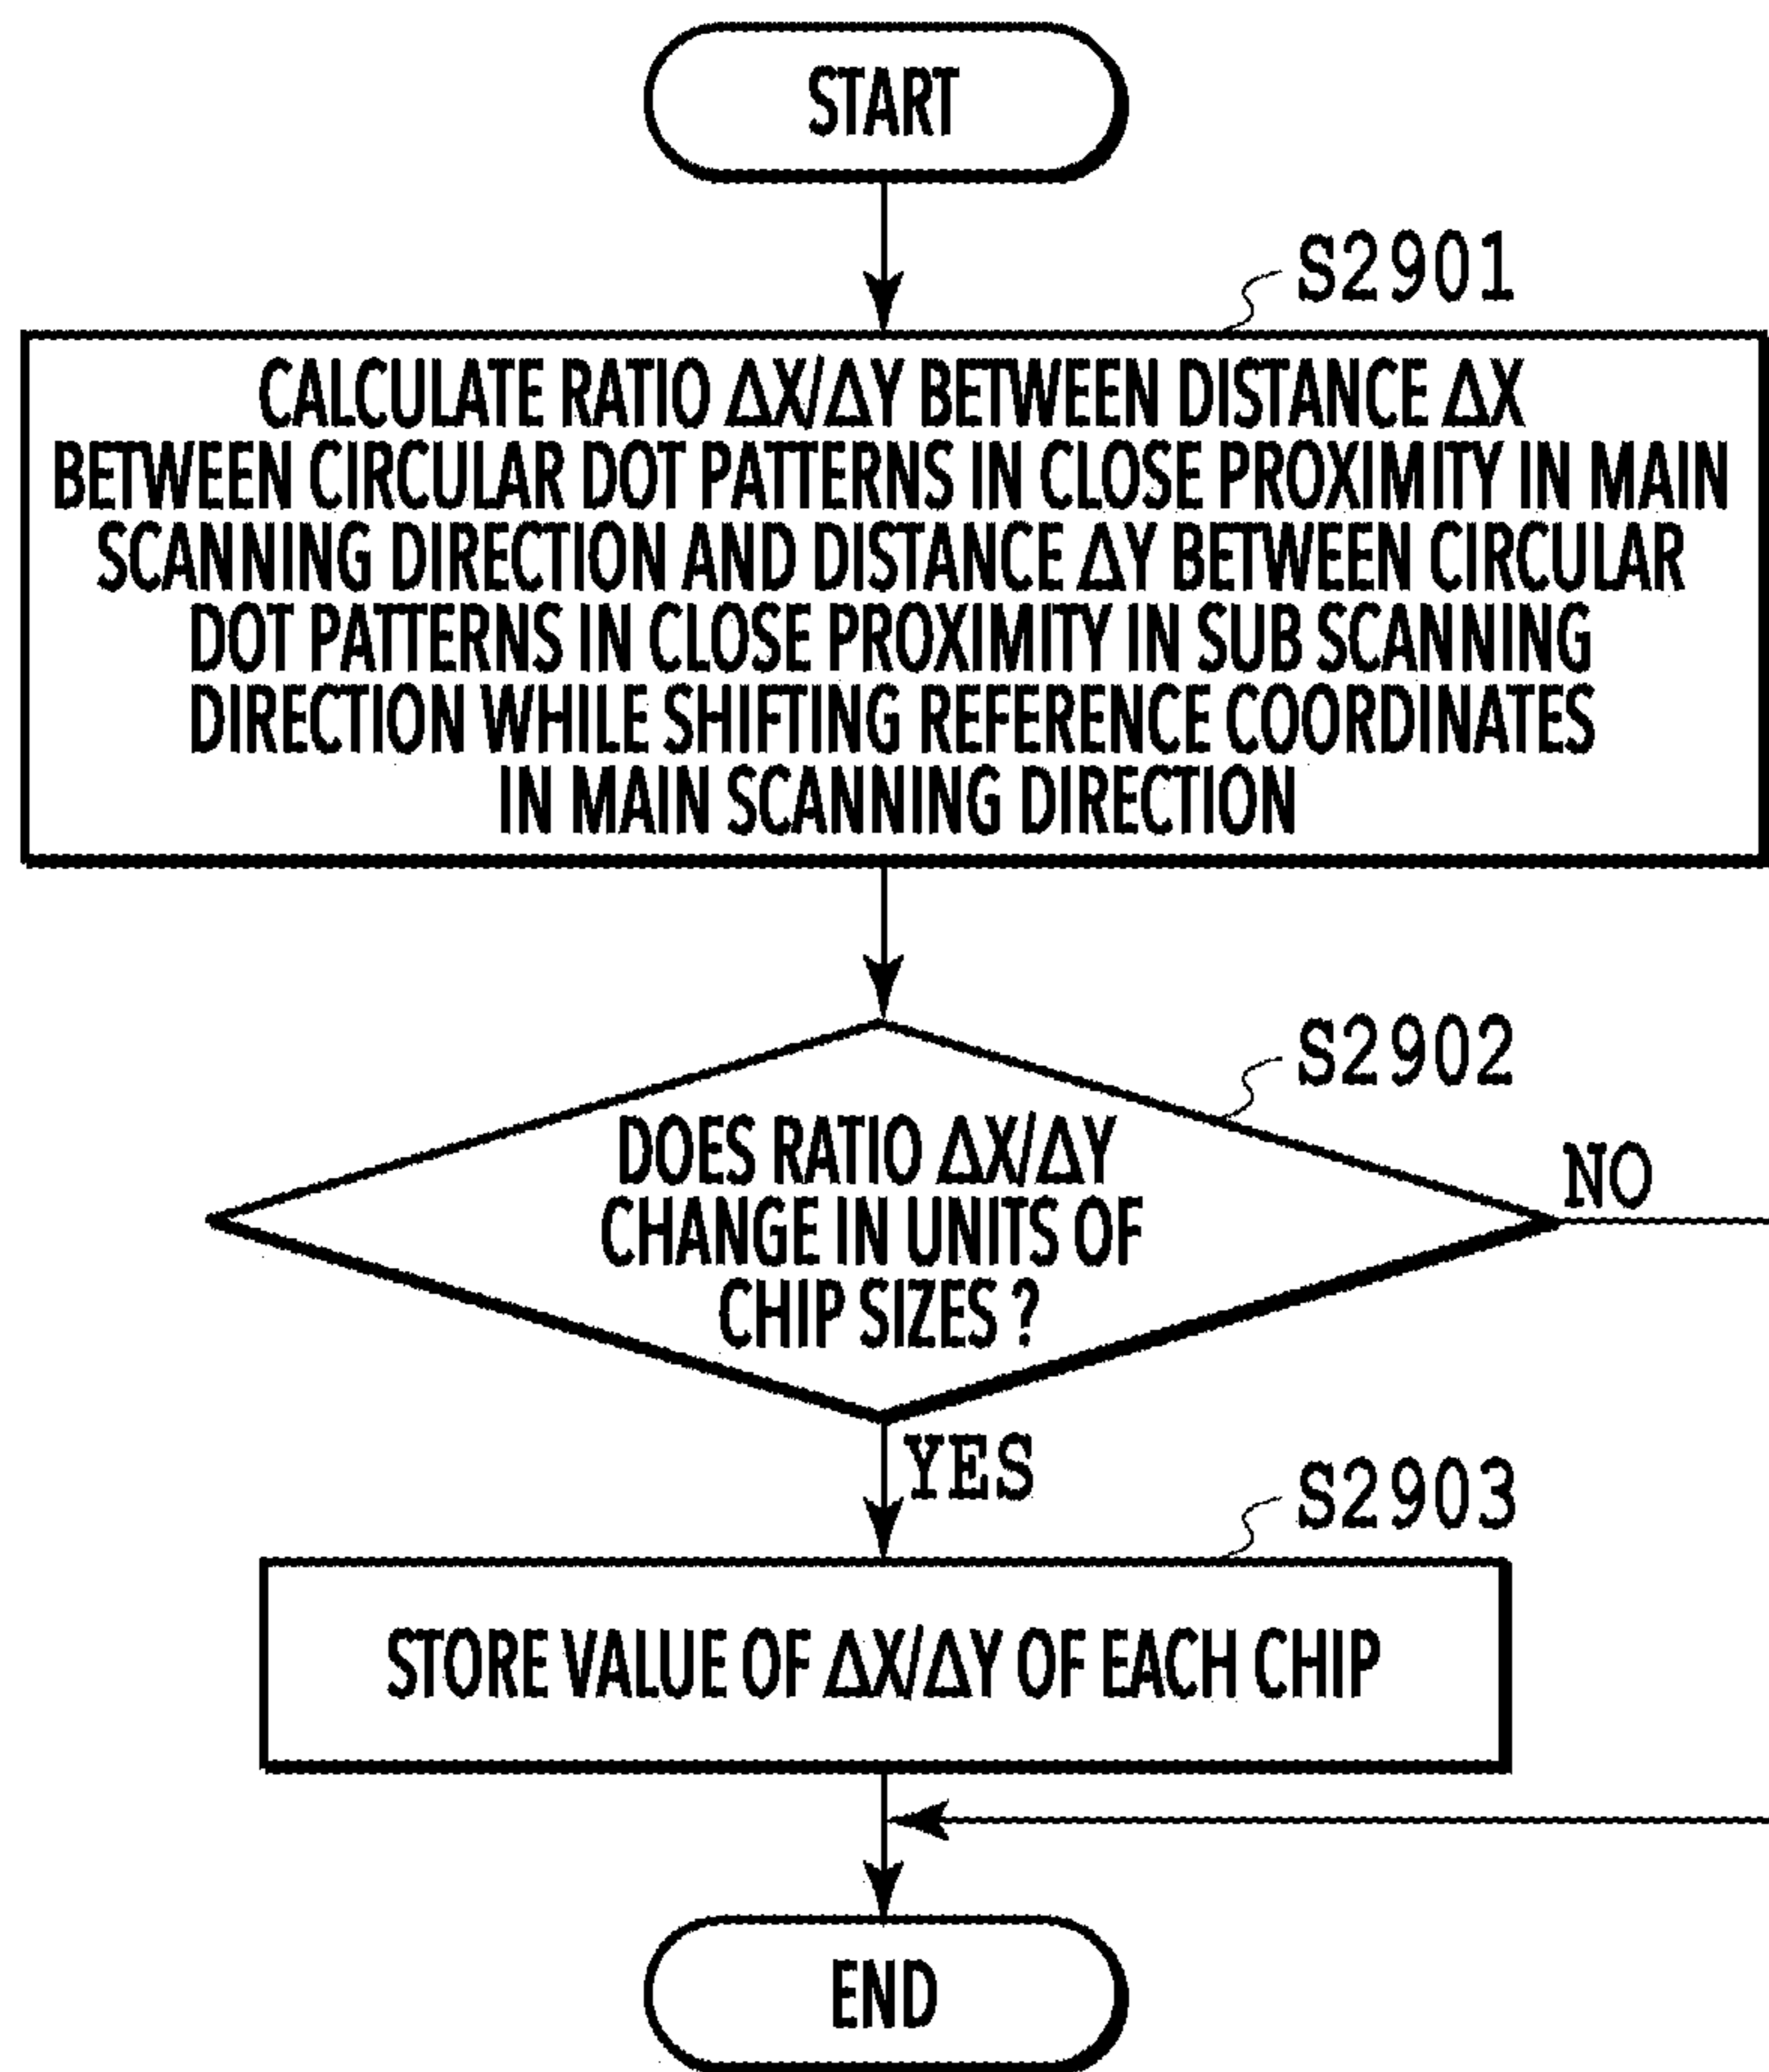 START
S2901
CALCULATE RATIO ΔX/ΔY BETWEEN DISTANCE ΔX
BETWEEN CIRCULAR DOT PATTERNS IN CLOSE PROXIMITY IN MAIN
SCANNING DIRECTION AND DISTANCE ΔY BETWEEN CIRCULAR
DOT PATTERNS IN CLOSE PROXIMITY IN SUB SCANNING
DIRECTION WHILE SHIFTING REFERENCE COORDINATES
IN MAIN SCANNING DIRECTION
S2902
DOES RATIO ΔX/ΔY
CHANGE IN UNITS OF
CHIP SIZES ?
NO
YES
S2903
STORE VALUE OF ΔX/ΔY OF EACH CHIP
END